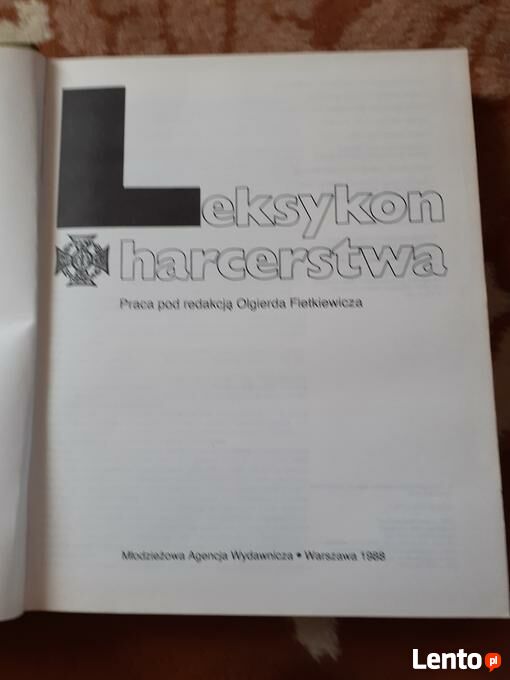 Leksykon
harcerstwa
Praca pod redakcją Olgierda Fietkiewicza
Młodzieżowa Agencja Wydawnicza • Warszawa 1988
Lento.pl